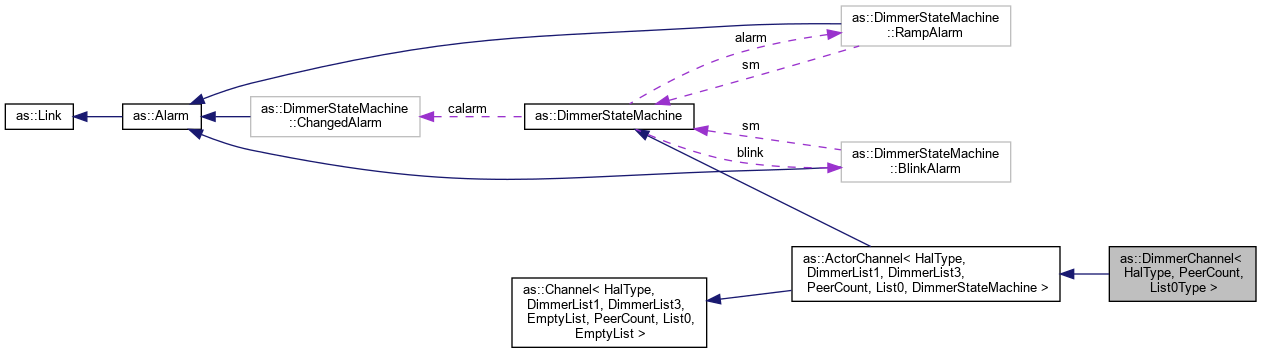 as::DimmerStateMachine
::RampAlarm
alarm
sm
as::Link
as::Alarm
as::DimmerStateMachine
::ChangedAlarm
calarm
as::DimmerStateMachine
sm
blink
as::DimmerStateMachine
::BlinkAlarm
as::ActorChannel< HalType,
DimmerList1, DimmerList3,
PeerCount, List0, DimmerStateMachine >
as::DimmerChannel<
HalType, PeerCount,
List0Type >
as::Channel< HalType,
DimmerList1, DimmerList3,
EmptyList, PeerCount, List0,
EmptyList >